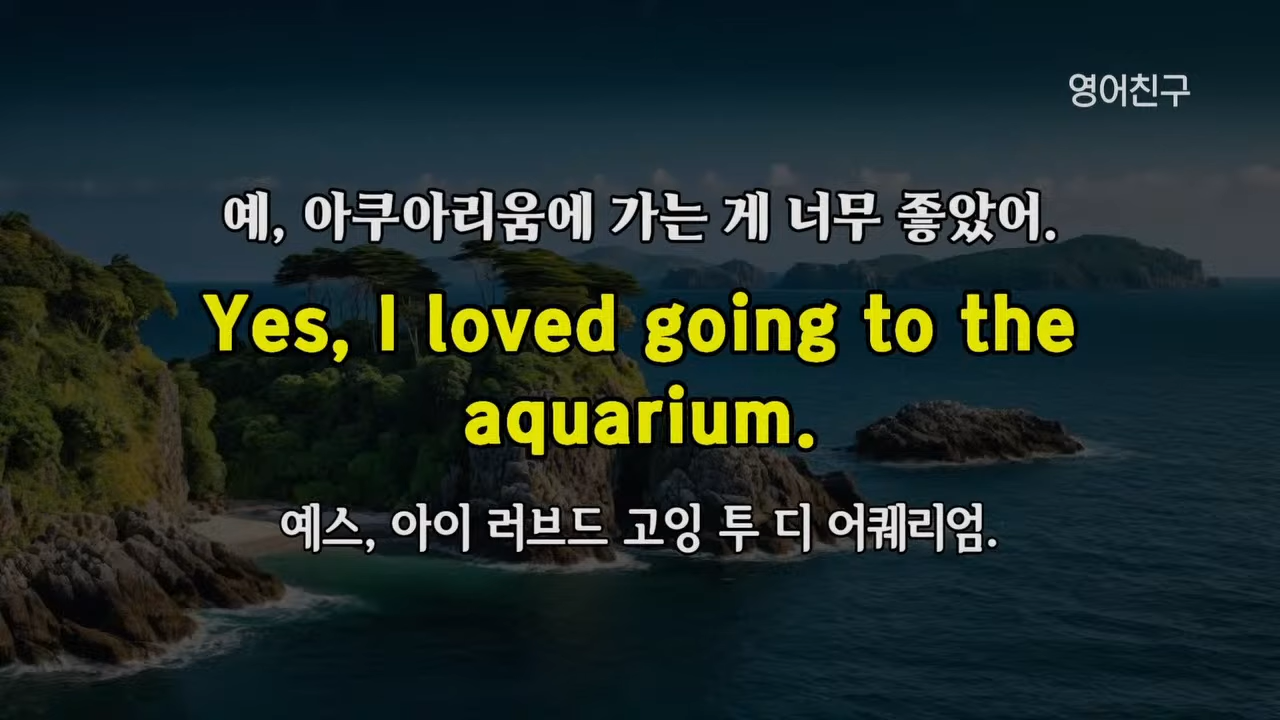 영어친구
예, 아쿠아리움에 가는 게 너무 좋았어.
Yes, I loved going to the
aquarium.
예스, 아이 러브드 고잉 투 디 어퀘리엄.